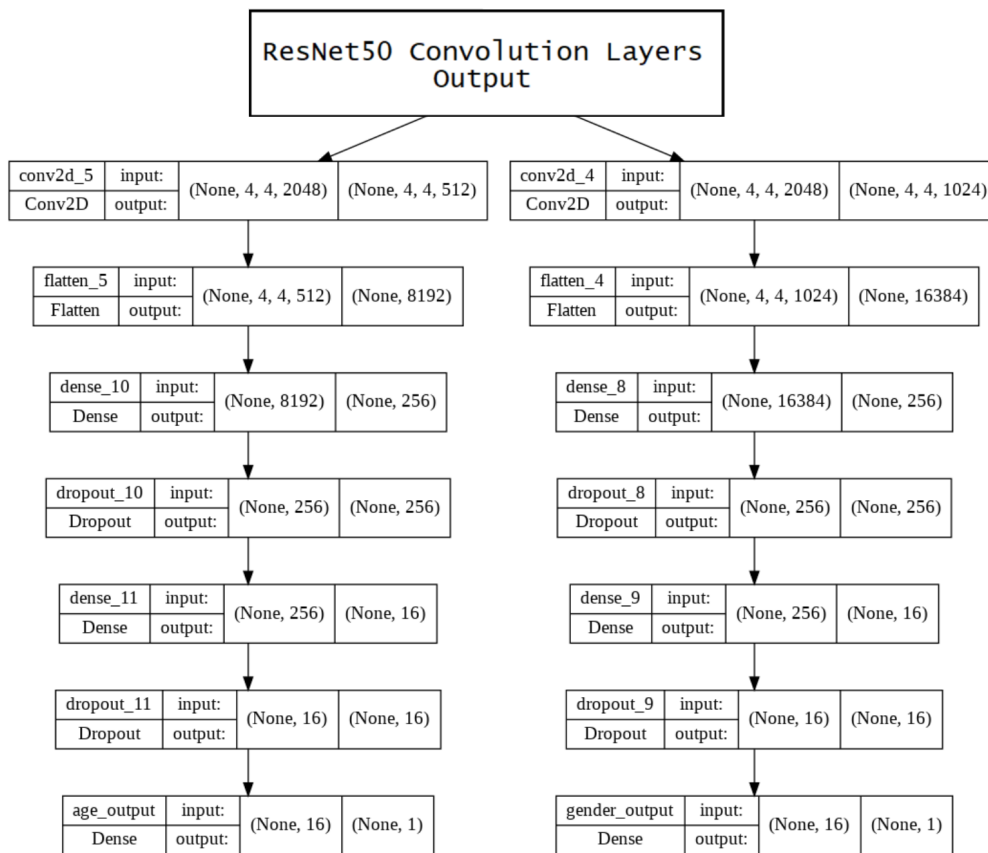 ResNet50 Convolution Layers
Output
conv2d_5 input: (None, 4, 4, 2048) (None, 4, 4, 512)
Conv2D output:
conv2d_4 input: (None, 4, 4, 2048) (None, 4, 4, 1024)
Conv2D output:
flatten_5 input: (None, 4, 4, 512) (None, 8192)
Flatten output:
flatten_4 input: (None, 4, 4, 1024) (None, 16384)
Flatten output:
dense_10 input: (None, 8192) (None, 256)
Dense output:
dense_8 input: (None, 16384) (None, 256)
Dense output:
dropout_10 input: (None, 256) (None, 256)
Dropout output:
dropout_8 input: (None, 256) (None, 256)
Dropout output:
dense_11 input: (None, 256) (None, 16)
Dense output:
dense_9 input: (None, 256) (None, 16)
Dense output:
dropout_11 input: (None, 16) (None, 16)
Dropout output:
dropout_9 input: (None, 16) (None, 16)
Dropout output:
age_output input: (None, 16) (None, 1)
Dense output:
gender_output input: (None, 16) (None, 1)
Dense output: